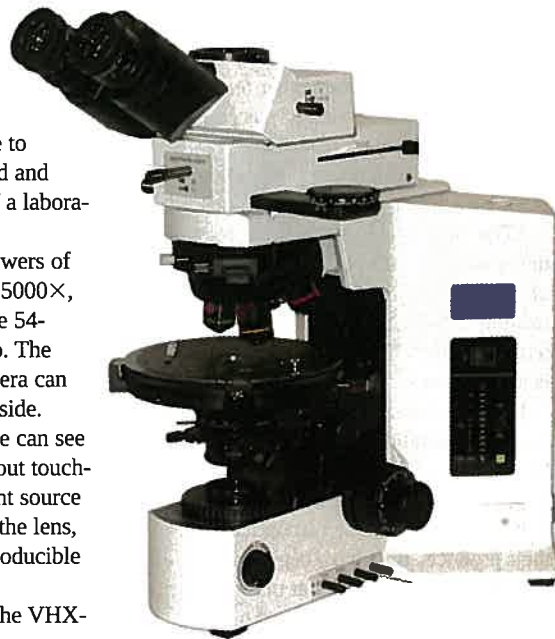 e to
d and
f a labora-
wers of
5000×,
e 54-
o. The
era can
side.
e can see
out touch-
nt source
the lens,
oducible
he VHX-